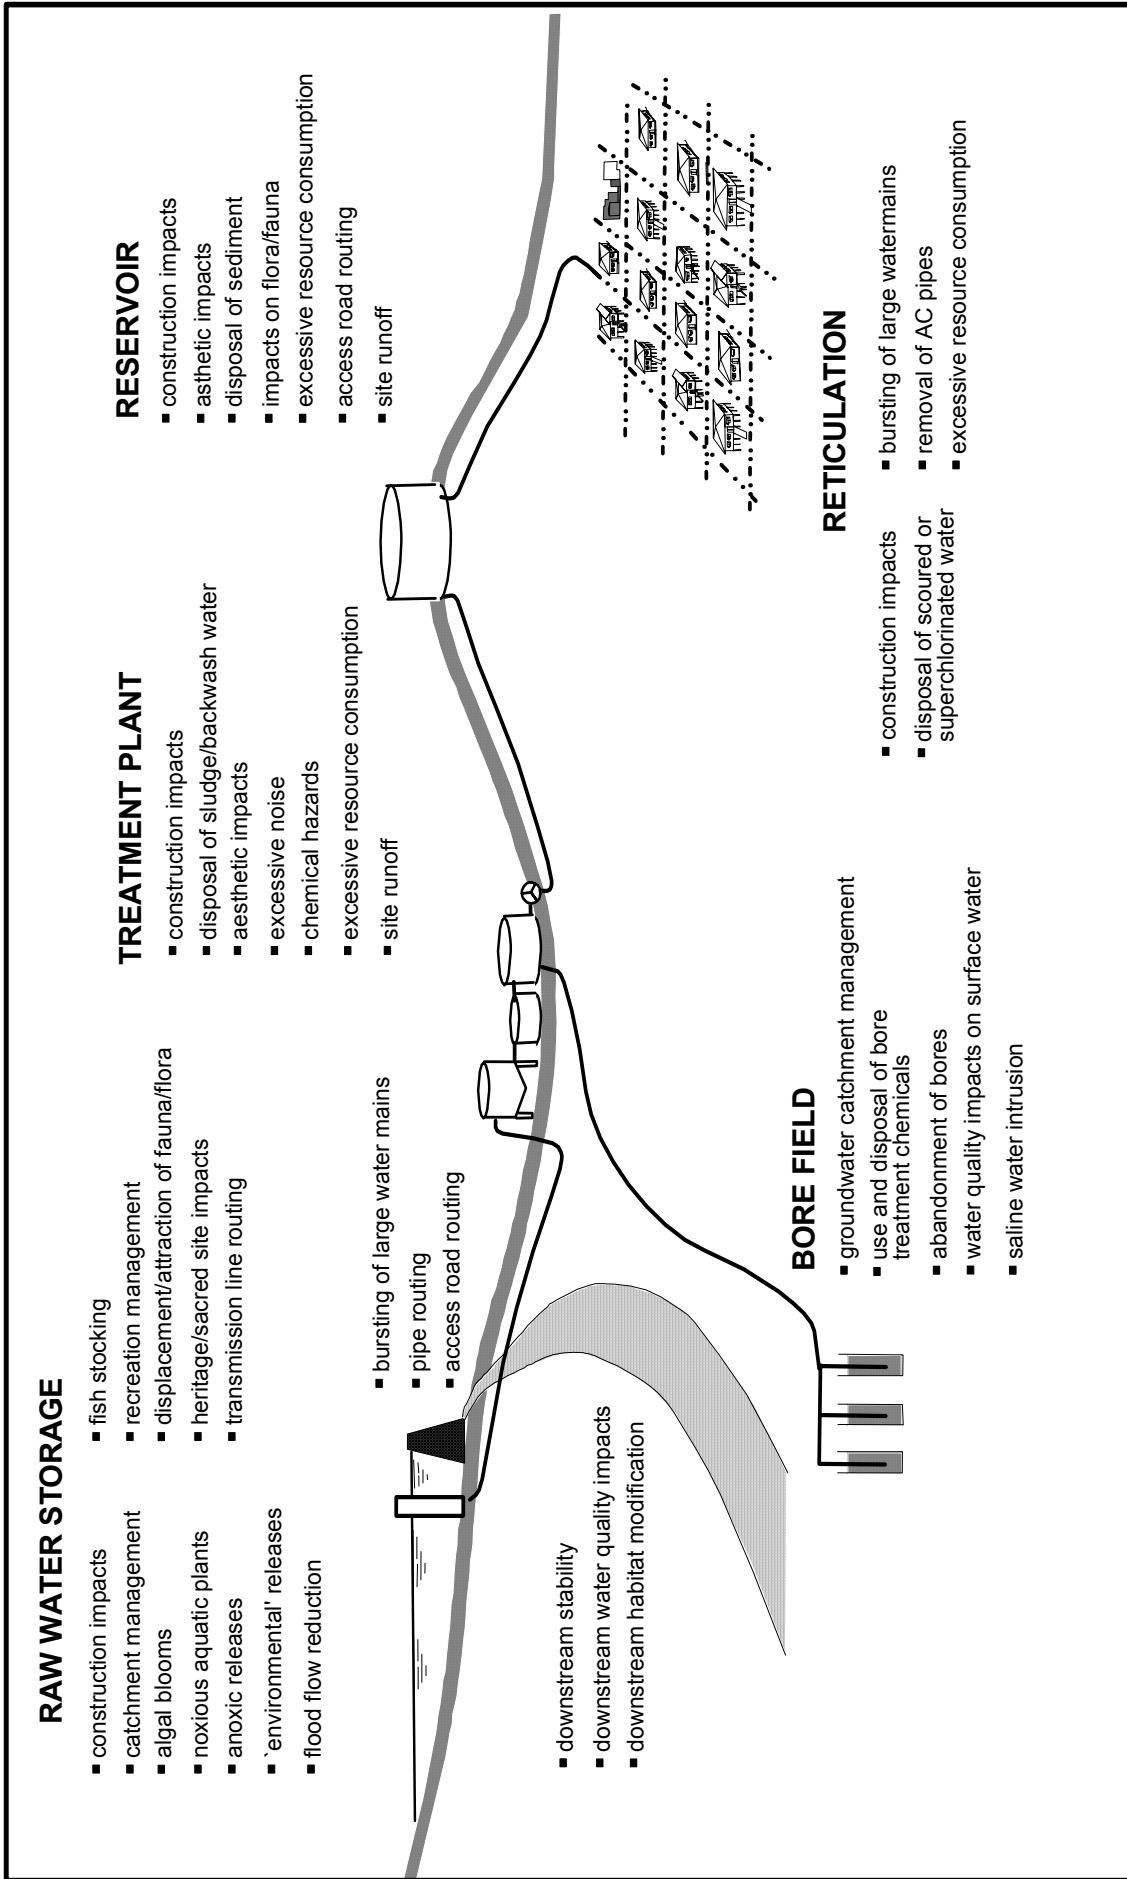 RAW WATER STORAGE
▪ construction impacts
▪ catchment management
▪ algal blooms
▪ noxious aquatic plants
▪ anoxic releases
▪ `environmental' releases
▪ flood flow reduction
▪ fish stocking
▪ recreation management
▪ displacement/attraction of fauna/flora
▪ heritage/sacred site impacts
▪ transmission line routing
▪ bursting of large water mains
▪ pipe routing
▪ access road routing
▪ downstream stability
▪ downstream water quality impacts
▪ downstream habitat modification
TREATMENT PLANT
▪ construction impacts
▪ disposal of sludge/backwash water
▪ aesthetic impacts
▪ excessive noise
▪ chemical hazards
▪ excessive resource consumption
▪ site runoff
RESERVOIR
▪ construction impacts
▪ asthetic impacts
▪ disposal of sediment
▪ impacts on flora/fauna
▪ excessive resource consumption
▪ access road routing
▪ site runoff
BORE FIELD
▪ groundwater catchment management
▪ use and disposal of bore
treatment chemicals
▪ abandonment of bores
▪ water quality impacts on surface water
▪ saline water intrusion
RETICULATION
▪ construction impacts
▪ disposal of scoured or
superchlorinated water
▪ bursting of large watermains
▪ removal of AC pipes
▪ excessive resource consumption